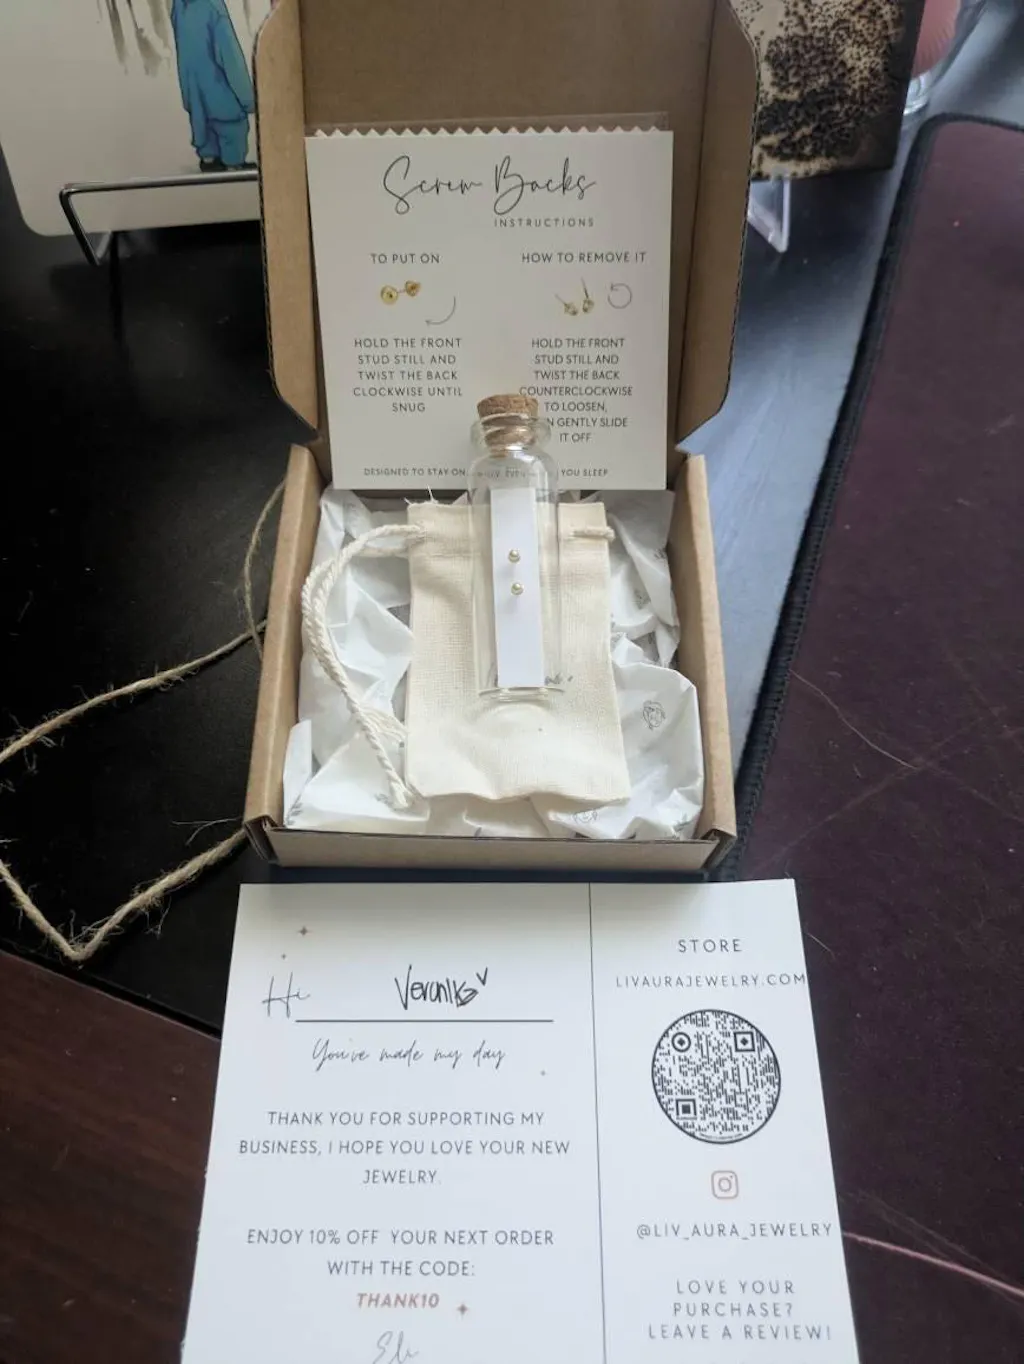 Screw Backs
INSTRUCTIONS
TO PUT ON
HOLD THE FRONT
STUD STILL AND
TWIST THE BACK
CLOCKWISE UNTIL
SNUG
HOW TO REMOVE IT
HOLD THE FRONT
STUD STILL AND
TWIST THE BACK
COUNTERCLOCKWISE
TO LOOSEN,
GENTLY SLIDE
IT OFF
DESIGNED TO STAY ON
YOU SLEEP
Hi
You've made my day
THANK YOU FOR SUPPORTING MY
BUSINESS, I HOPE YOU LOVE YOUR NEW
JEWELRY.
ENJOY 10% OFF YOUR NEXT ORDER
WITH THE CODE:
THANK10
STORE
LIVAURAJEWELRY.COM
@LIV_AURA_JEWELRY
LOVE YOUR
PURCHASE?
LEAVE A REVIEW!